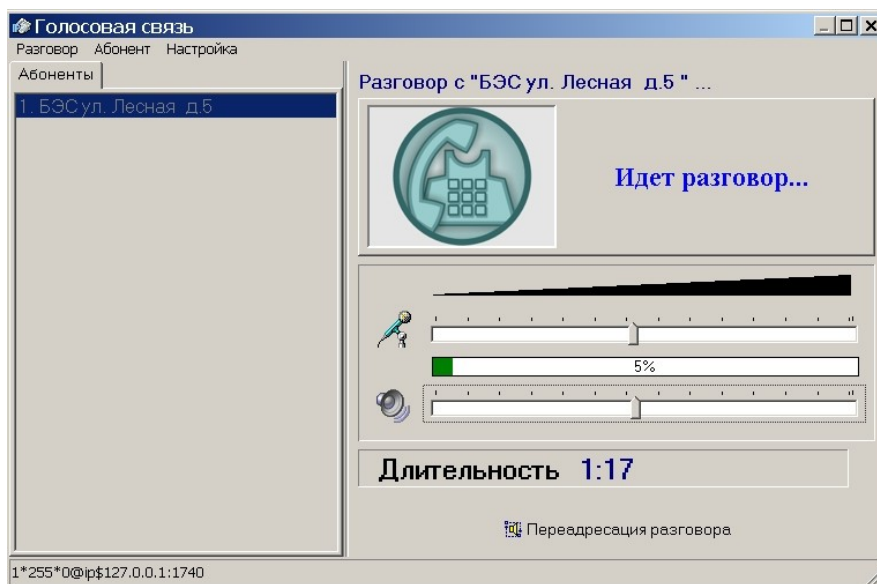 Голосовая связь
Разговор Абонент Настройка
Абоненты
1. БЭС ул. Лесная д.5
Разговор с "БЭС ул. Лесная д.5 " ...
Идет разговор...
5%
Длительность 1:17
Переадресация разговора
1*255*0@ip$127.0.0.1:1740